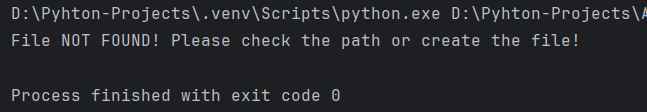 D:\Pyhton-Projects\.venv\Scripts\python.exe D:\Pyhton-Projects\
File NOT FOUND! Please check the path or create the file!
Process finished with exit code 0